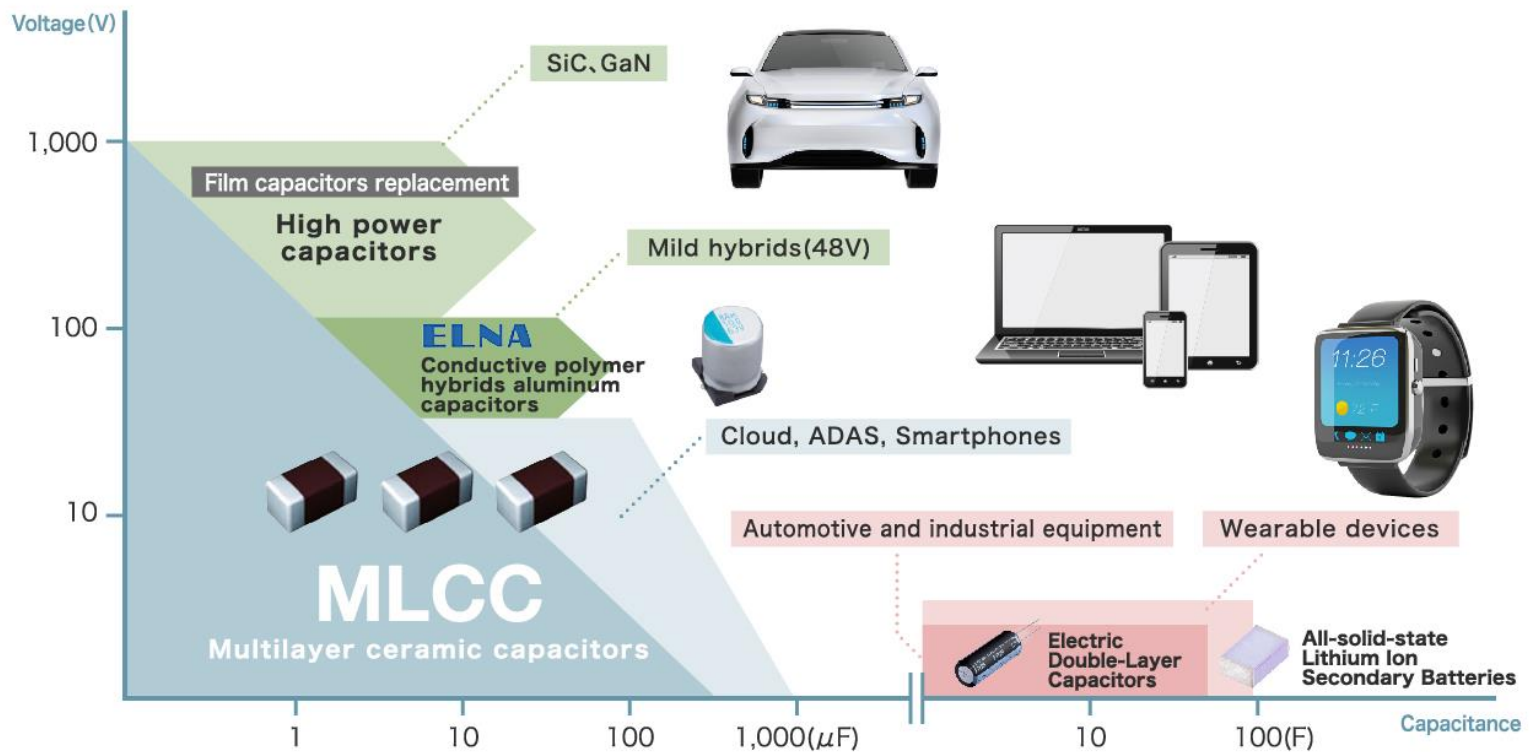 Voltage(V)
SiC、GaN
1,000
Film capacitors replacement
High power
capacitors
Mild hybrids(48V)
100
ELNA
Conductive polymer
hybrids aluminum
capacitors
11:26
Cloud, ADAS, Smartphones
10
Automotive and industrial equipment
Wearable devices
MLCC
Multilayer ceramic capacitors
Electric
Double-Layer
Capacitors
All-solid-state
Lithium Ion
Secondary Batteries
1
10
100
1,000(μF)
10
100(F)
Capacitance